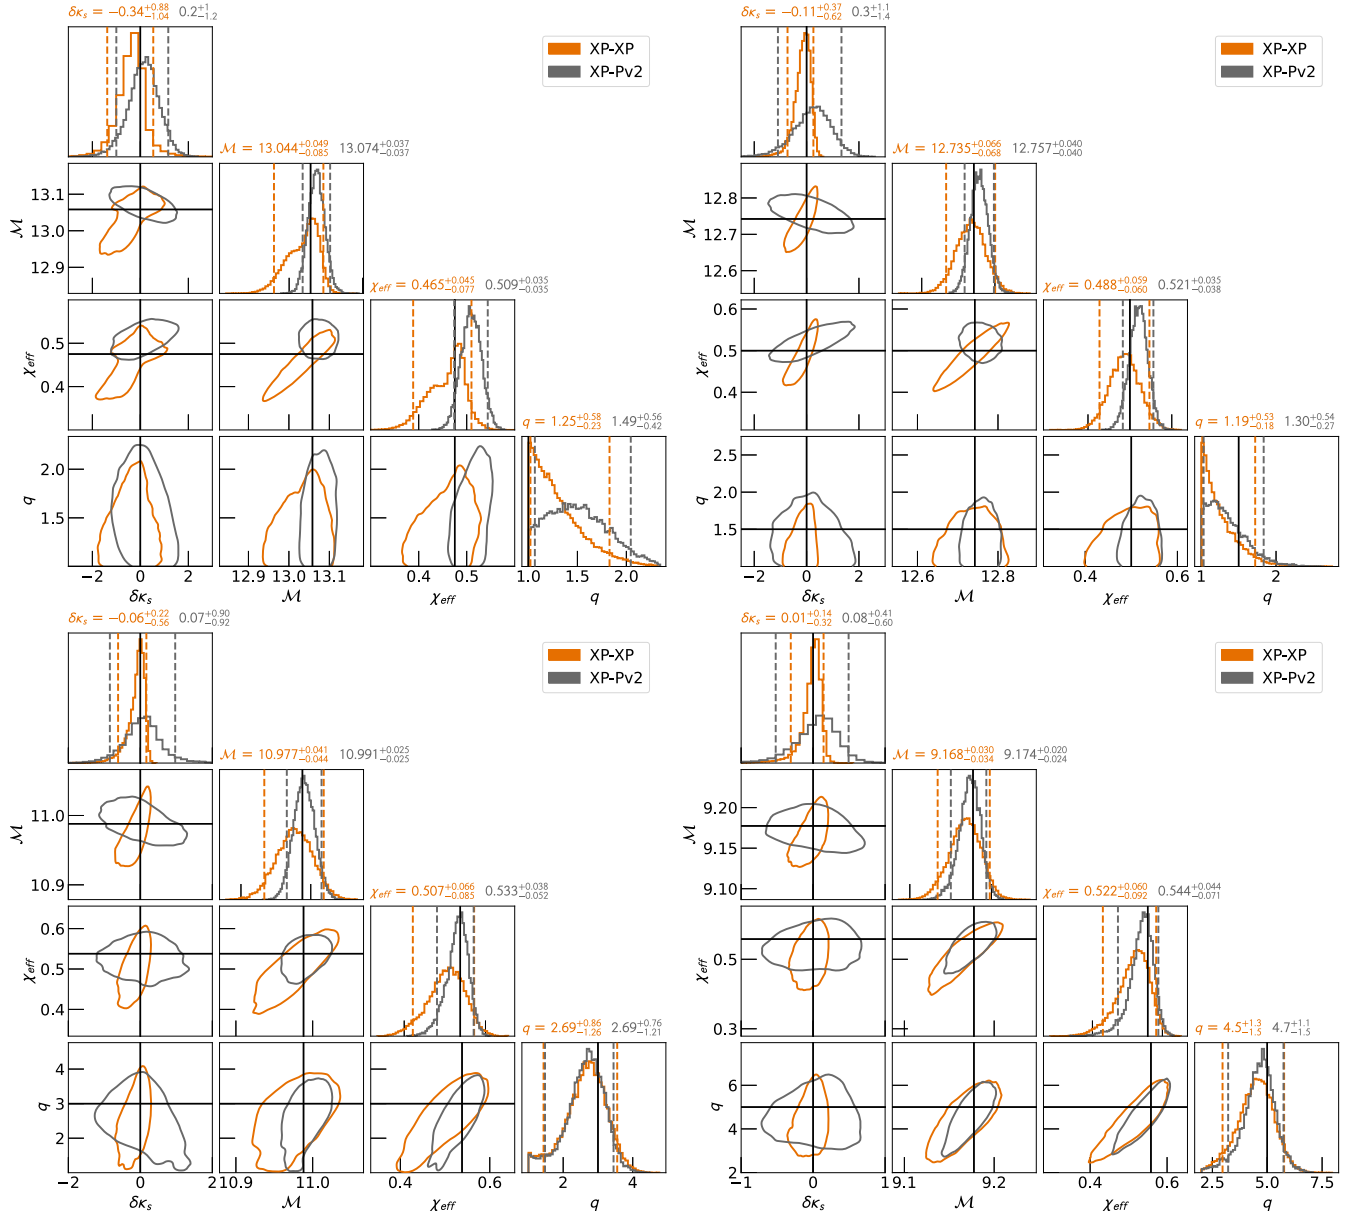 δκₛ = −0.34 +0.88 −1.04   0.2 +1 −1.2
XP-XP
XP-Pv2
ℳ = 13.044 +0.049 −0.085   13.074 +0.037 −0.037
13.1
13.0
12.9
ℳ
χeff = 0.465 +0.045 −0.077   0.509 +0.035 −0.035
0.5
0.4
χeff
q = 1.25 +0.58 −0.23   1.49 +0.56 −0.42
2.0
1.5
q
−2 0 2
12.9 13.0 13.1
0.4 0.5
1.0 1.5 2.0
δκₛ ℳ χeff q
δκₛ = −0.11 +0.37 −0.62   0.3 +1.1 −1.4
XP-XP
XP-Pv2
ℳ = 12.735 +0.066 −0.068   12.757 +0.040 −0.040
12.8
12.7
12.6
ℳ
χeff = 0.488 +0.059 −0.060   0.521 +0.035 −0.038
0.6
0.5
0.4
χeff
q = 1.19 +0.53 −0.18   1.30 +0.54 −0.27
2.5
2.0
1.5
q
−2 0 2
12.6 12.8
0.4 0.6
1 2
δκₛ ℳ χeff q
δκₛ = −0.06 +0.22 −0.56   0.07 +0.90 −0.92
XP-XP
XP-Pv2
ℳ = 10.977 +0.041 −0.044   10.991 +0.025 −0.025
11.0
10.9
ℳ
χeff = 0.507 +0.066 −0.085   0.533 +0.038 −0.052
0.6
0.5
0.4
χeff
q = 2.69 +0.86 −1.26   2.69 +0.76 −1.21
4
3
2
q
−2 0 2
10.9 11.0
0.4 0.6
2 4
δκₛ ℳ χeff q
δκₛ = 0.01 +0.14 −0.32   0.08 +0.41 −0.60
XP-XP
XP-Pv2
ℳ = 9.168 +0.030 −0.034   9.174 +0.020 −0.024
9.20
9.15
9.10
ℳ
χeff = 0.522 +0.060 −0.092   0.544 +0.044 −0.071
0.5
0.3
χeff
q = 4.5 +1.3 −1.5   4.7 +1.1 −1.5
6
4
2
q
−1 0 1
9.1 9.2
0.4 0.6
2.5 5.0 7.5
δκₛ ℳ χeff q